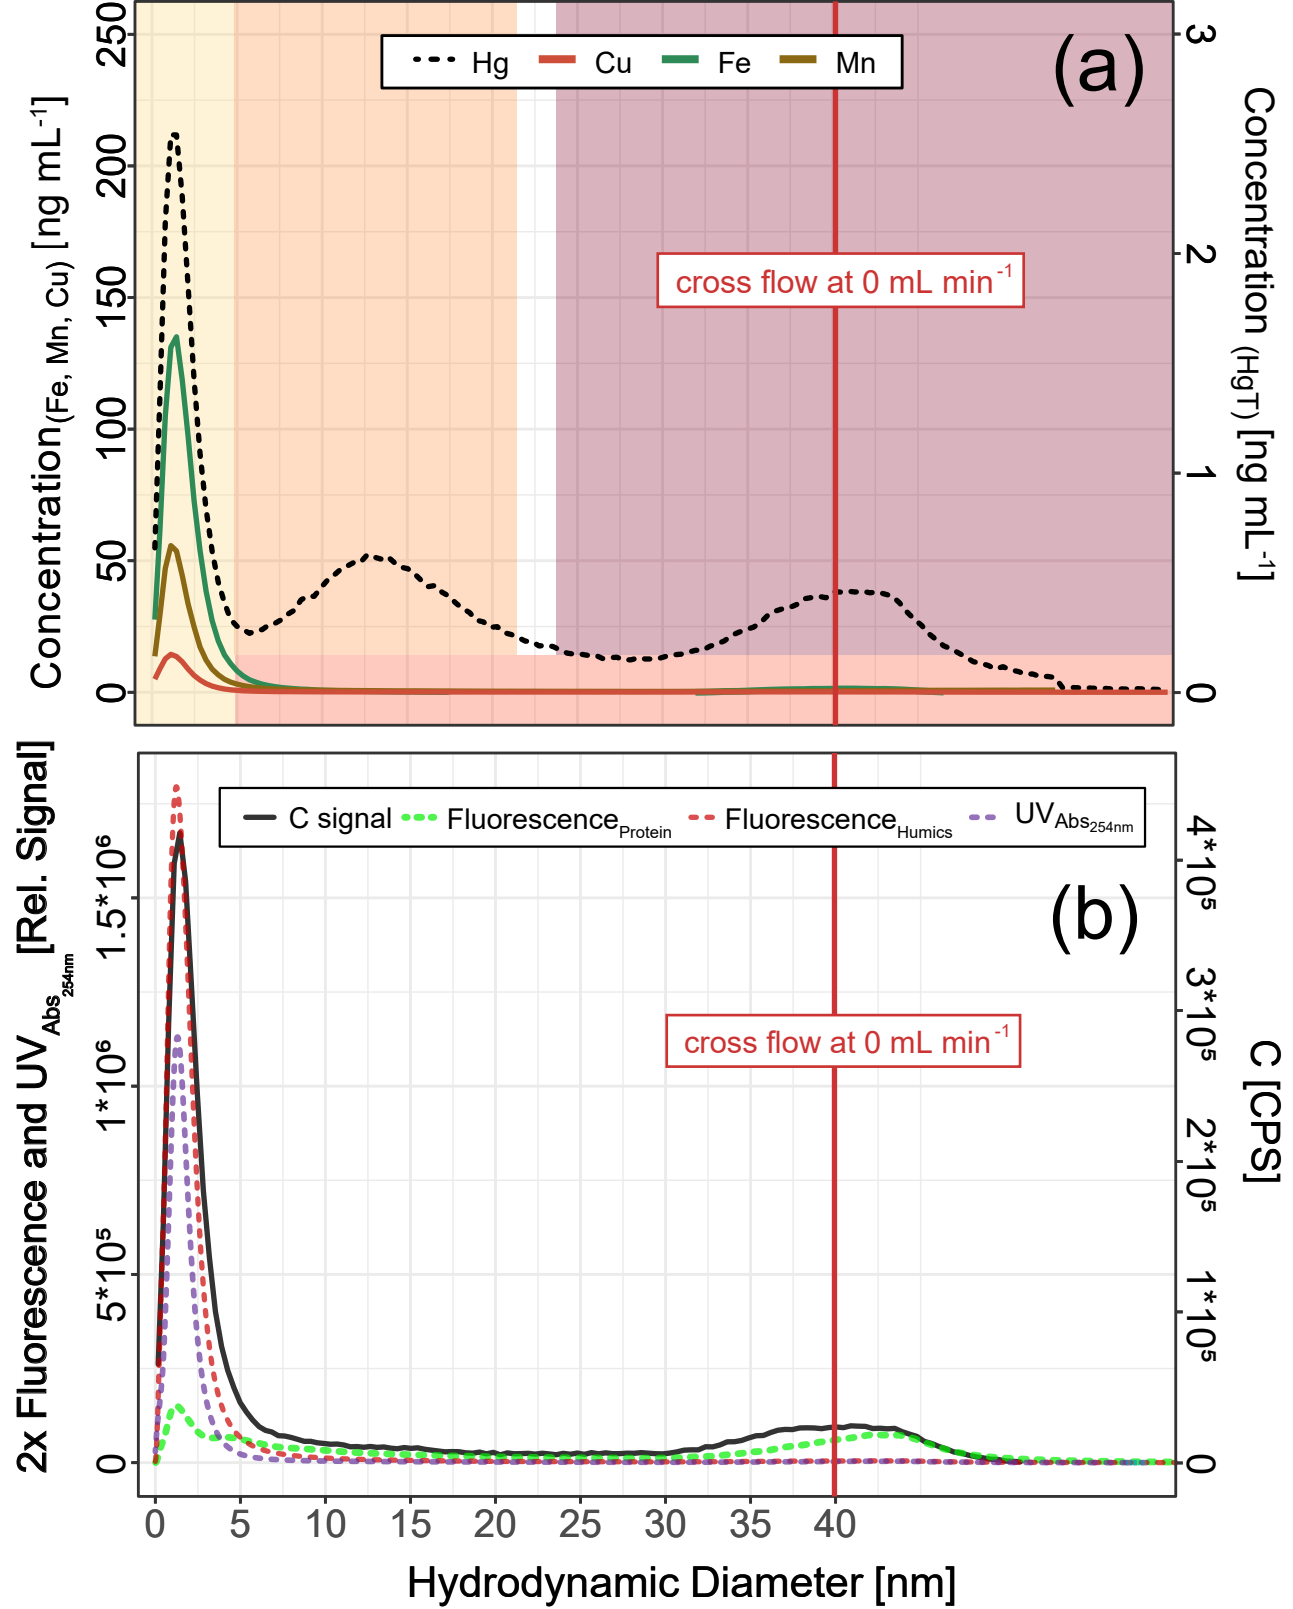 250
200
150
100
50
0
Concentration(Fe, Mn, Cu) [ng mL⁻¹]
Hg Cu Fe Mn
(a)
cross flow at 0 mL min⁻¹
3
2
1
0
Concentration (HgT) [ng mL⁻¹]
2x Fluorescence and UVAbs254nm [Rel. Signal]
1.5*10⁶
1*10⁶
5*10⁵
0
C signal FluorescenceProtein FluorescenceHumics UVAbs254nm
(b)
cross flow at 0 mL min⁻¹
4*10⁵
3*10⁵
2*10⁵
1*10⁵
0
C [CPS]
0 5 10 15 20 25 30 35 40
Hydrodynamic Diameter [nm]